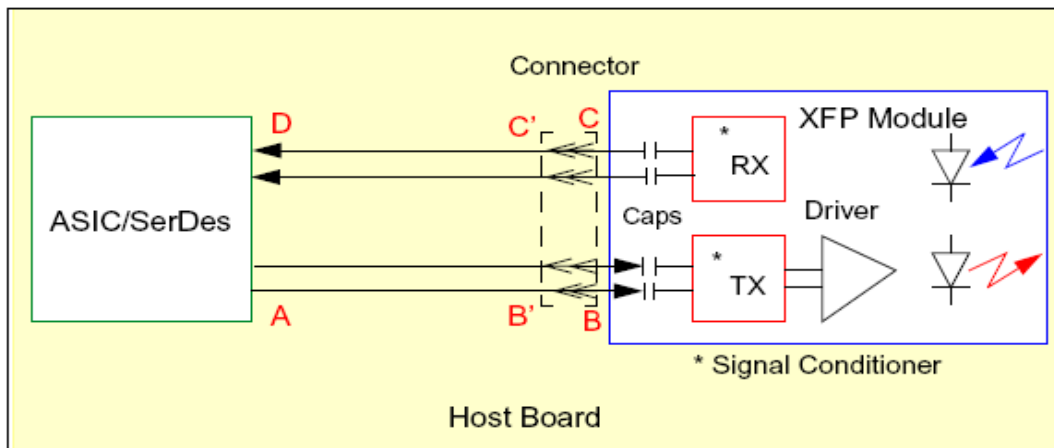 Connector
D
C'
C
XFP Module
*
RX
ASIC/SerDes
Caps
Driver
*
TX
A
B'
B
* Signal Conditioner
Host Board